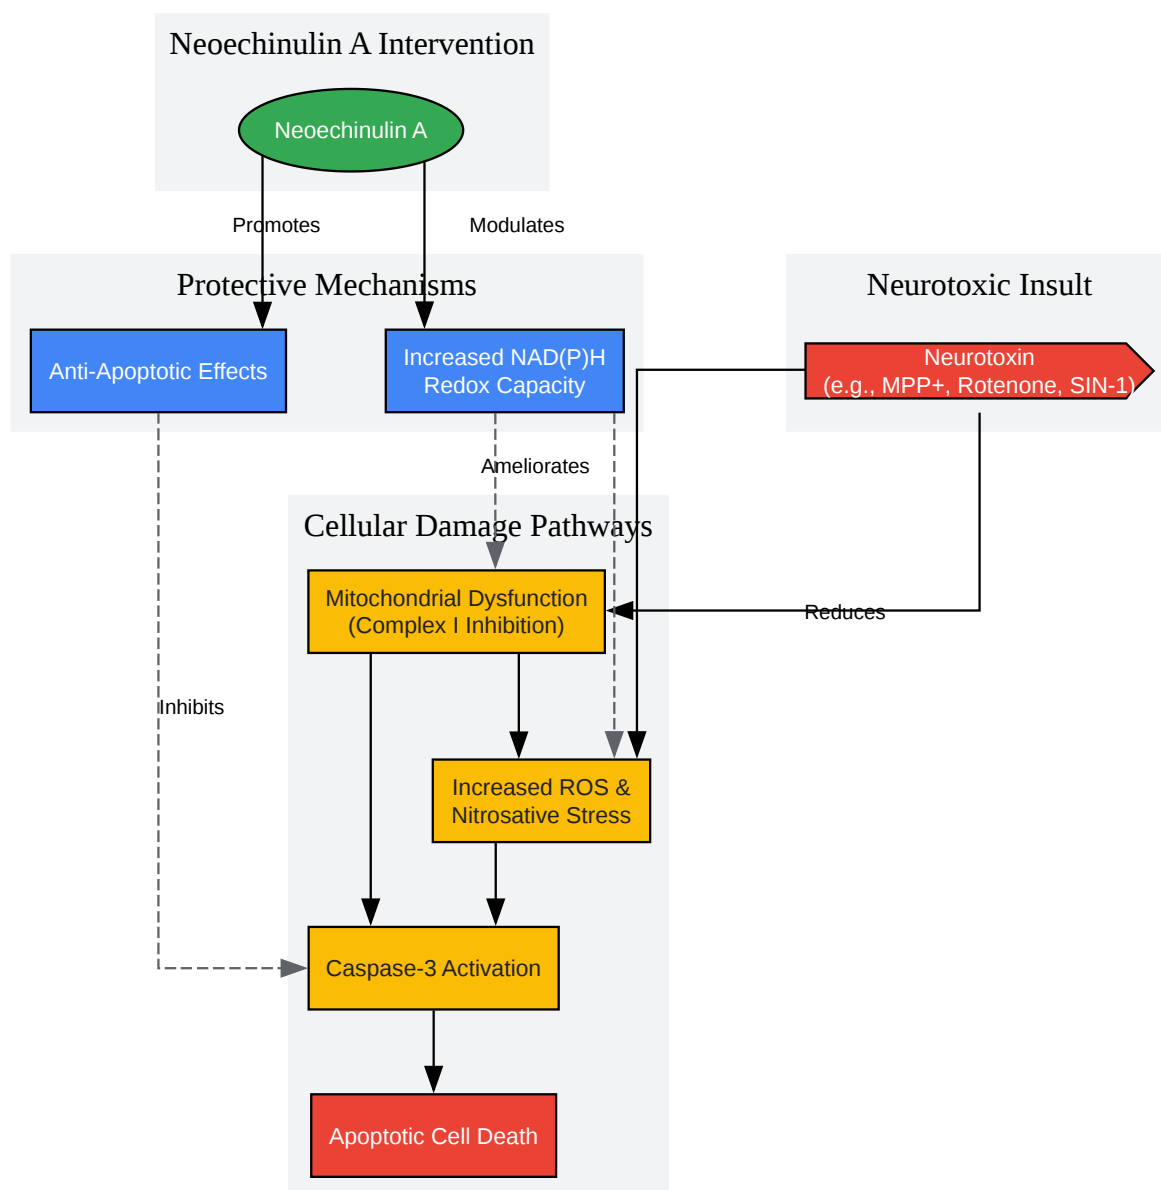 Neoechinulin A Intervention
Neoechinulin A
Promotes
Modulates
Protective Mechanisms
Neurotoxic Insult
Anti-Apoptotic Effects
Increased NAD(P)H
Redox Capacity
Neurotoxin
(e.g., MPP+, Rotenone, SIN-1)
Ameliorates
Cellular Damage Pathways
Mitochondrial Dysfunction
(Complex I Inhibition)
Reduces
Inhibits
Increased ROS &
Nitrosative Stress
Caspase-3 Activation
Apoptotic Cell Death